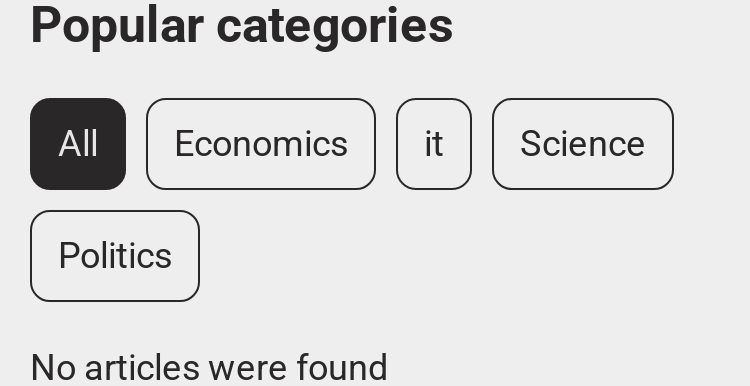 Popular categories
All Economics it Science
Politics
No articles were found